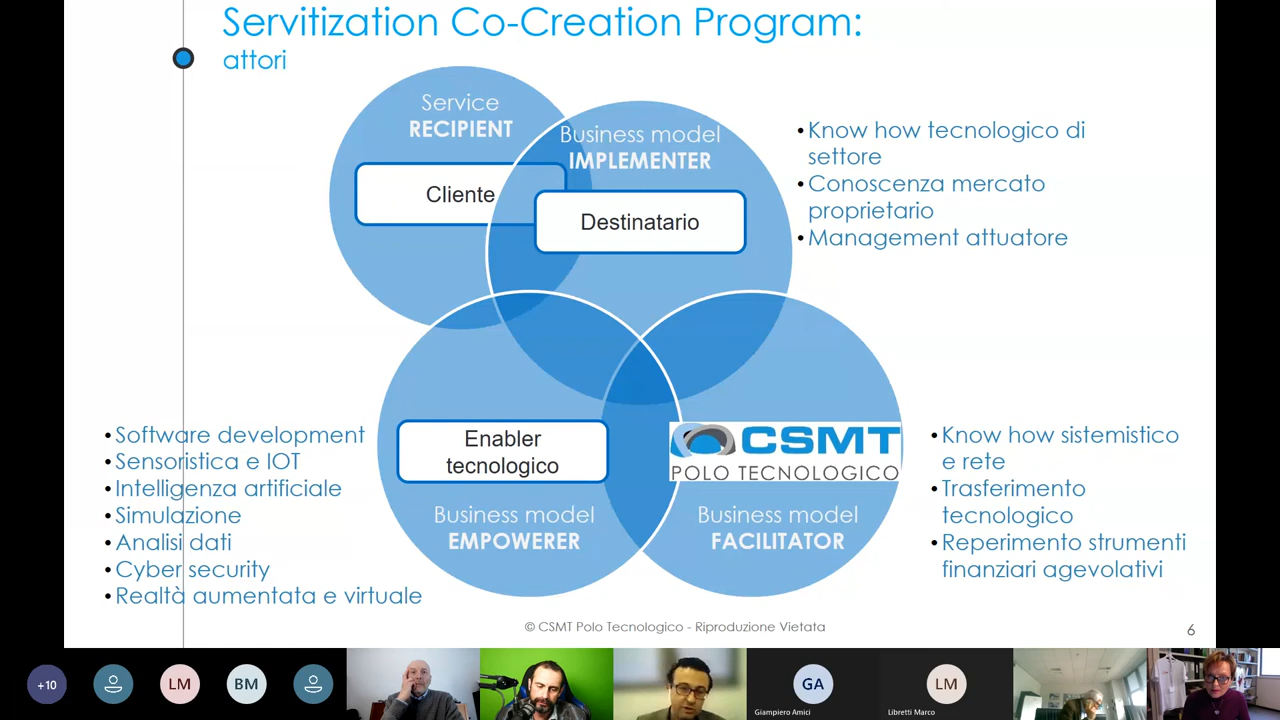 Servitization Co-Creation Program:
attori
Service
RECIPIENT
Cliente
Business model
IMPLEMENTER
Destinatario
• Know how tecnologico di
settore
• Conoscenza mercato
proprietario
• Management attuatore
• Software development
• Sensoristica e IOT
• Intelligenza artificiale
• Simulazione
• Analisi dati
• Cyber security
• Realtà aumentata e virtuale
Enabler
tecnologico
Business model
EMPOWERER
CSMT
POLO TECNOLOGICO
Business model
FACILITATOR
• Know how sistemistico
e rete
• Trasferimento
tecnologico
• Reperimento strumenti
finanziari agevolativi
© CSMT Polo Tecnologico - Riproduzione Vietata
6
+10
LM
BM
GA
Giampiero Amici
LM
Libretti Marco